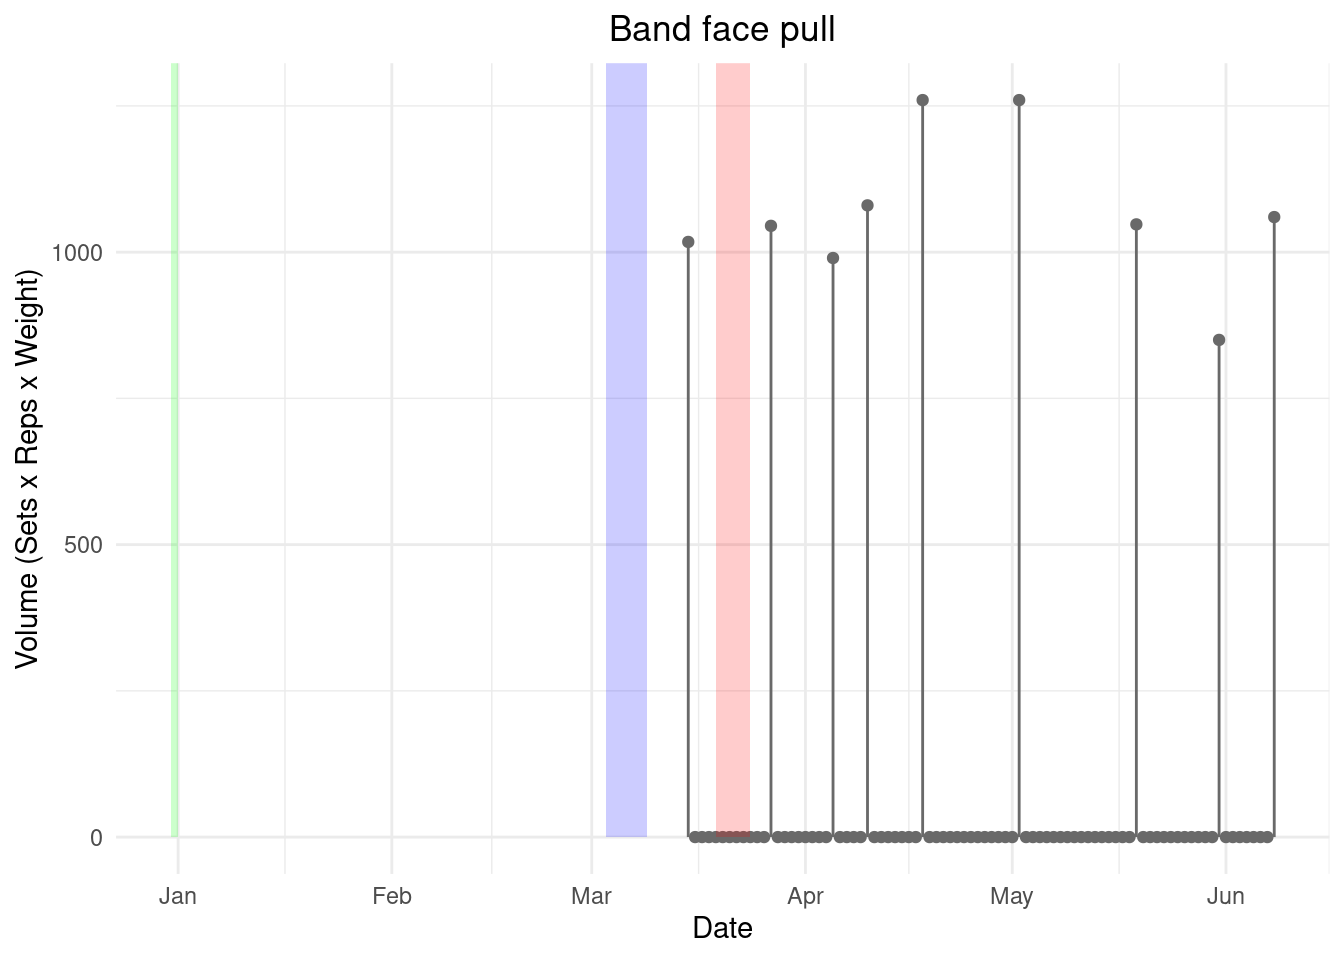 Band face pull
Volume (Sets x Reps x Weight)
1000
500
0
Jan Feb Mar Apr May Jun
Date